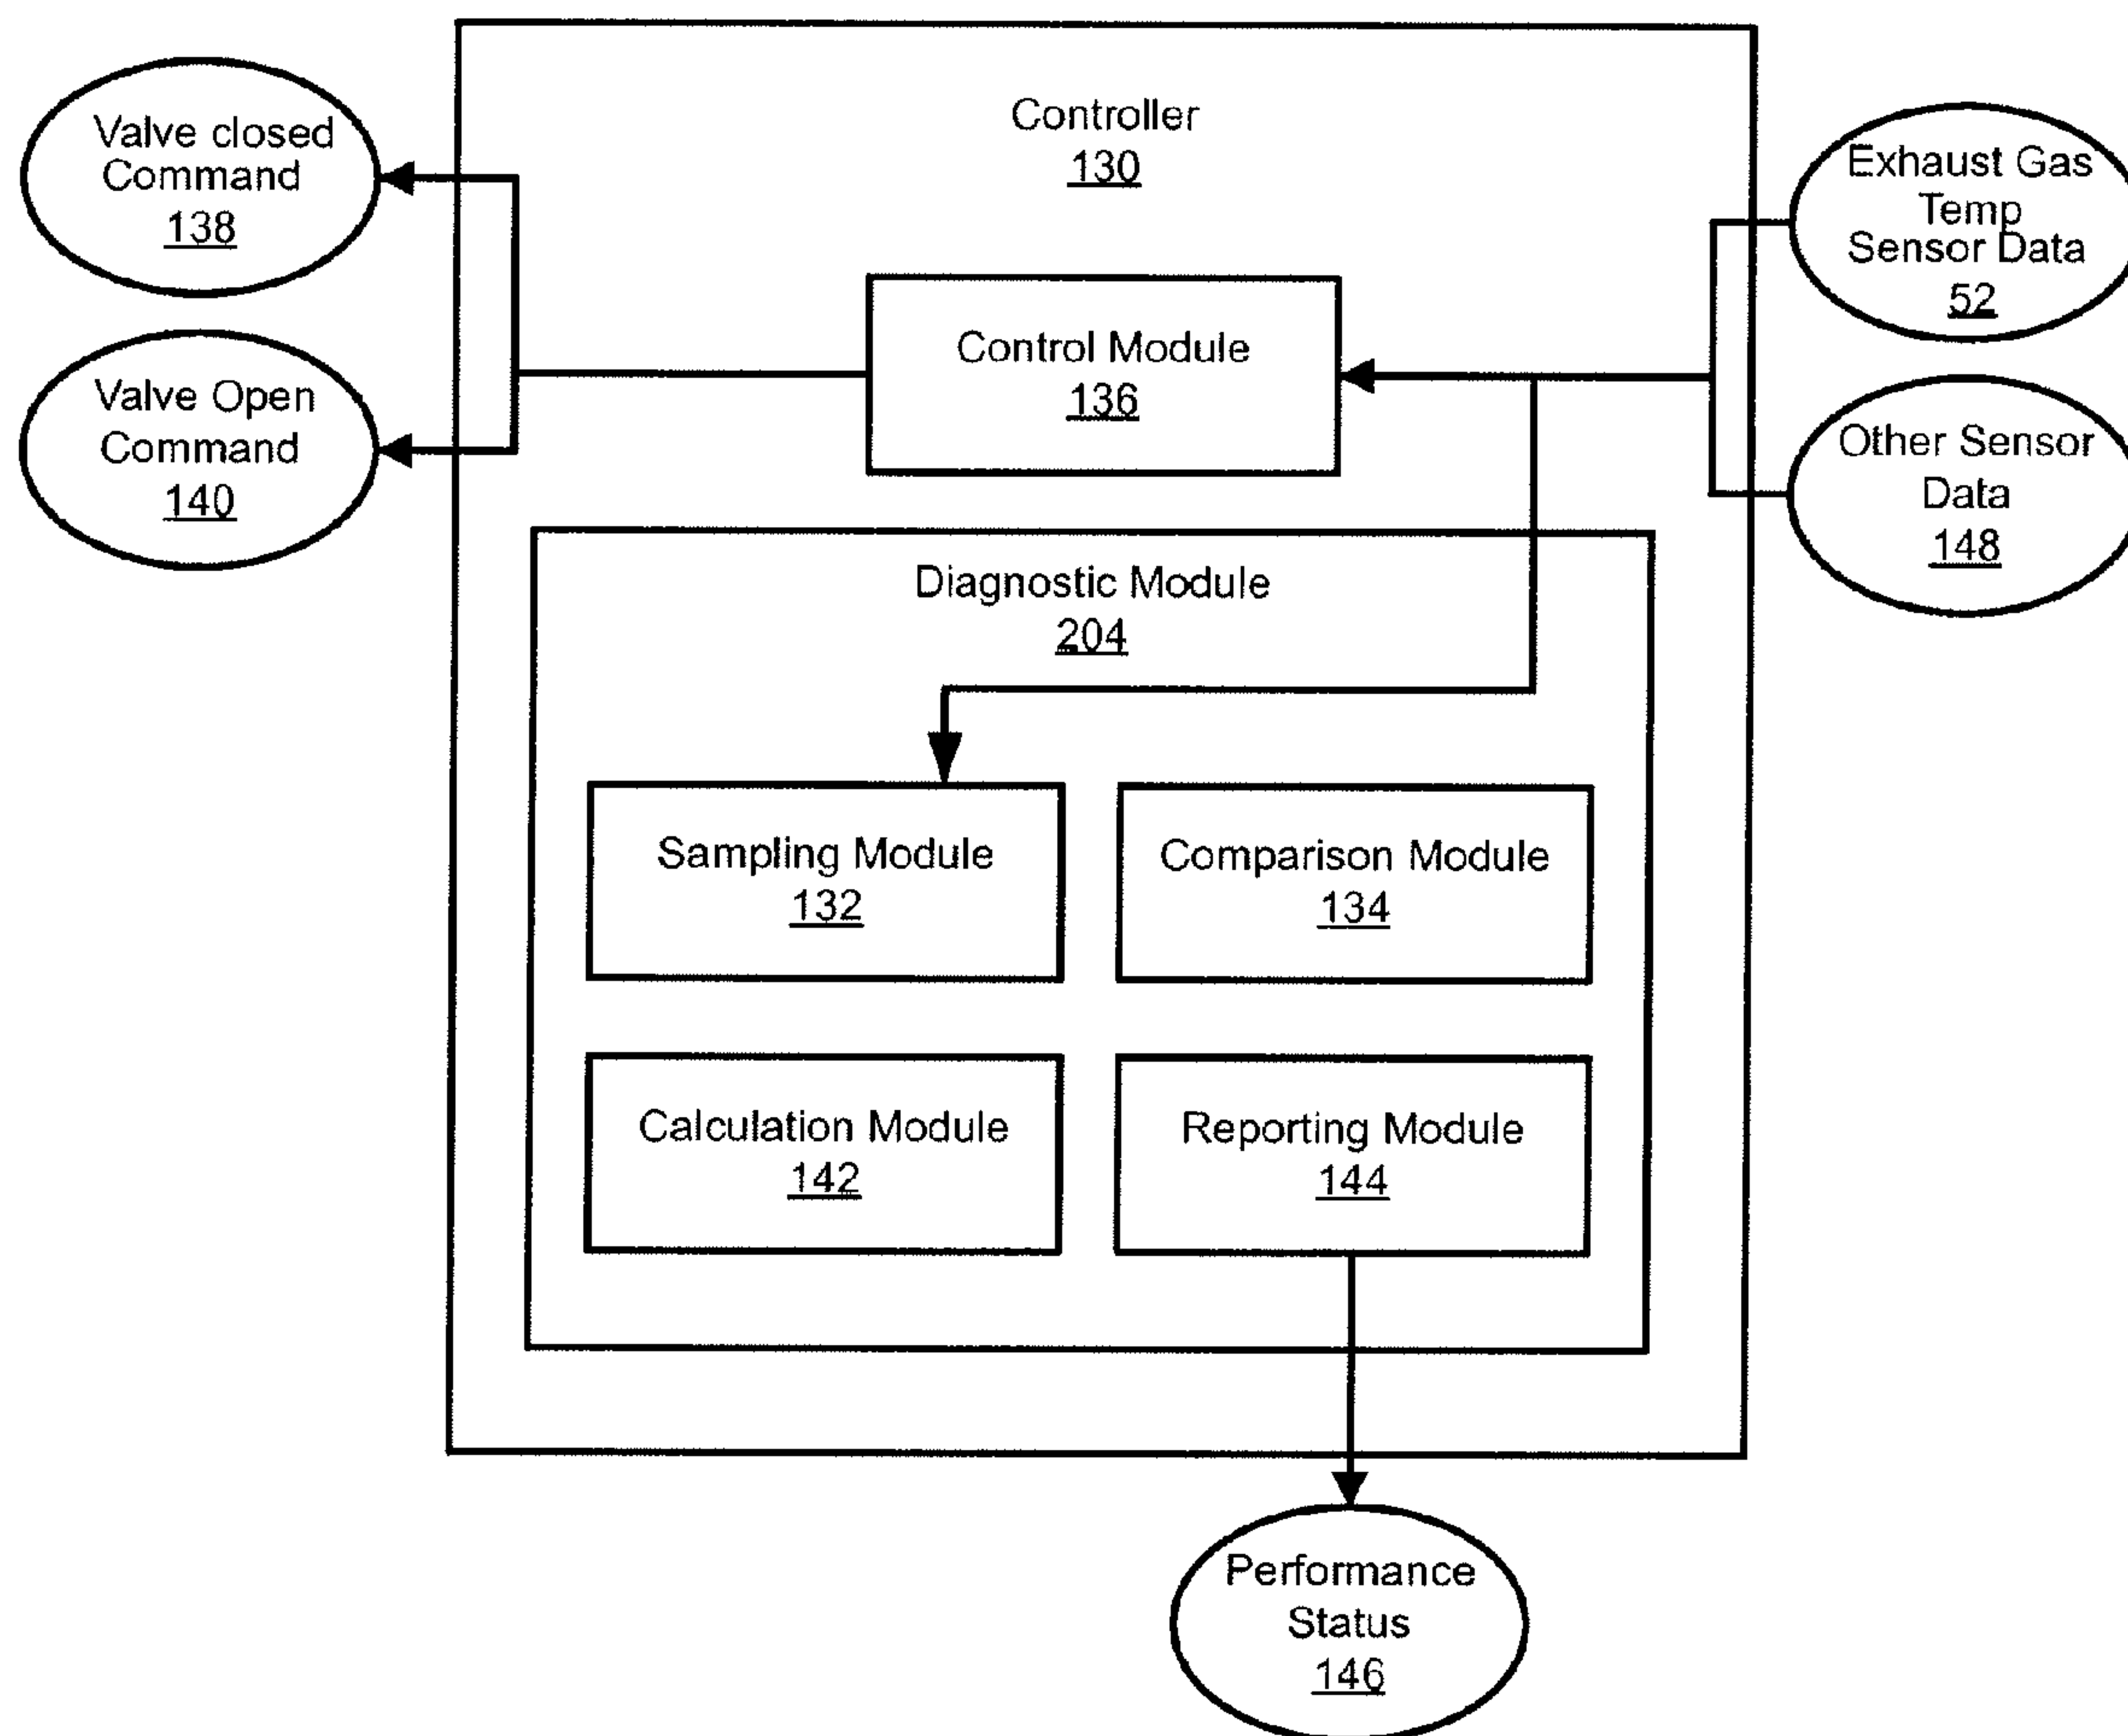 Controller
130
Valve closed
Command
138
Exhaust Gas
Temp
Sensor Data
52
Control Module
136
Valve Open
Command
140
Other Sensor
Data
148
Diagnostic Module
204
Sampling Module
132
Comparison Module
134
Calculation Module
142
Reporting Module
144
Performance
Status
146